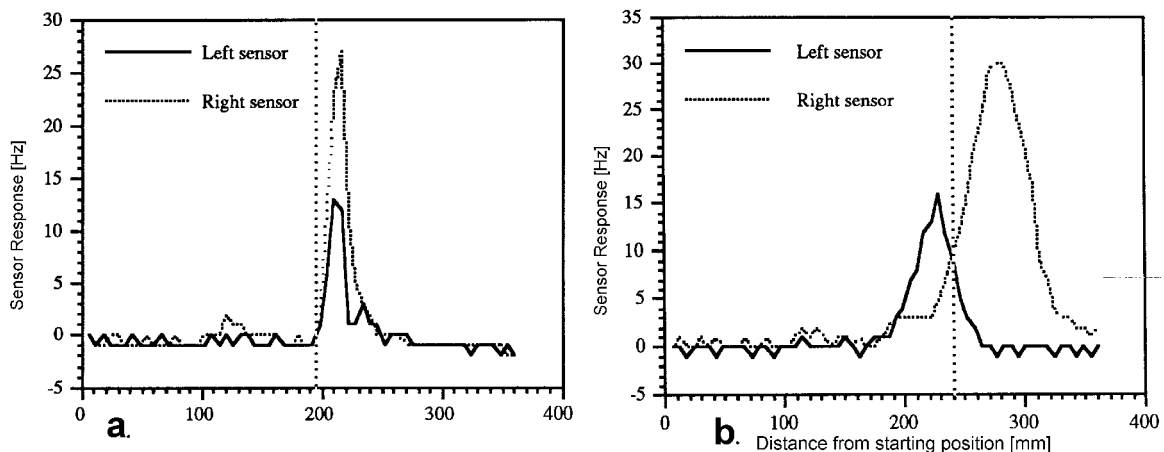 30
25
20
15
10
5
0
-5
Sensor Response [Hz]
Left sensor
Right sensor
0 100 200 300 400
a.
35
30
25
20
15
10
5
0
-5
Sensor Response [Hz]
Left sensor
Right sensor
0 100 200 300 400
b. Distance from starting position [mm]